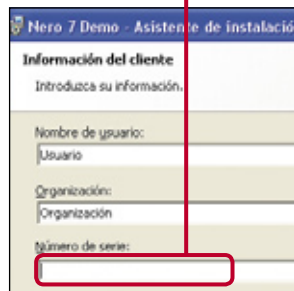 Nero 7 Demo - Asistente de instalació
Información del cliente
Introduzca su información.
Nombre de usuario:
Usuario
Organización:
Organización
Número de serie: